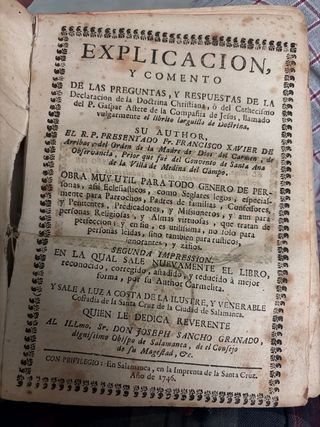 EXPLICACION,
Y COMENTO
DE LAS PREGUNTAS, Y RESPUESTAS DE LA
Declaracion de la Doctrina Christiana, ò del Cathecismo
del P. Gaspar Astete de la Compañia de Jesus, llamado
vulgarmente el librito larguito de Doctrina.
SU AUTHOR,
EL R. P. PRESENTADO Fr. FRANCISCO XAVIER DE
Arribas, del Orden de la Madre de Dios del Carmen, de
Observancia, Prior que fuè del Convento de Santa Ana
de la Villa de Medina del Campo.
OBRA MUY UTIL PARA TODO GENERO DE PER-
sonas, assi Eclesiasticos, como Seglares legos, especial-
mente para Parrochos, Padres de familias, Confessores,
y Penitentes, Predicadores, y Missioneros, y aun para
personas Religiosas, y Almas virtuosas, que tratan de
perfeccion; y en fin, es utilissima, no solo para
personas leídas, sino tambien para rusticos,
ignorantes, y zafios.
SEGUNDA IMPRESSION.
EN LA QUAL SALE NUEVAMENTE EL LIBRO,
reconocido, corregido, añadido, y reducido à mejor
forma, por su Author Carmelita.
Y SALE A LUZ A COSTA DE LA ILUSTRE, Y VENERABLE
Cofradia de la Santa Cruz de la Ciudad de Salamanca.
QUIEN LE DEDICA REVERENTE
AL ILLmo. Sr. DON JOSEPH SANCHO GRANADO,
dignissimo Obispo de Salamanca, de el Consejo
de su Magestad, &c.
CON PRIVILEGIO: En Salamanca, en la Imprenta de la Santa Cruz.
Año de 1746.